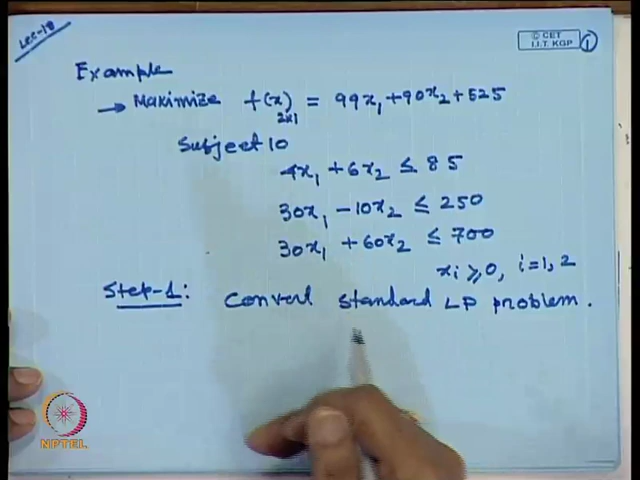 Lec-18
© CET
I.I.T. KGP
1
Example
→ Maximize f(x) = 99x₁+90x₂+525
2x1
Subject to
4x₁ +6x₂ ≤ 85
30x₁ -10x₂ ≤ 250
30x₁ +60x₂ ≤ 700
xᵢ ≥ 0, i=1, 2
Step-1: Convert standard LP problem.
NPTEL